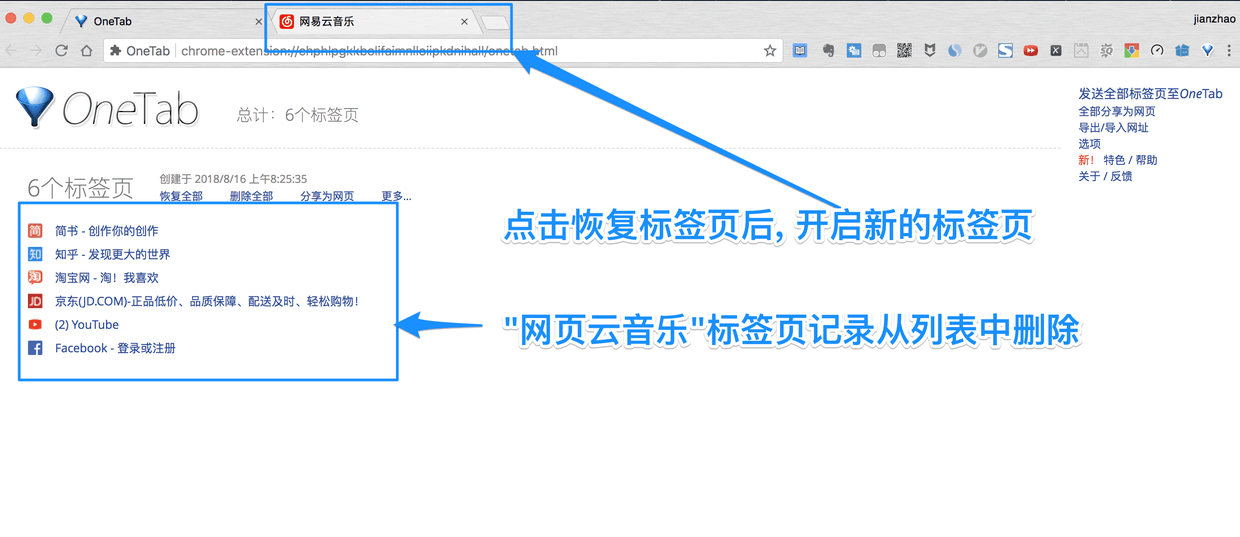 OneTab
网易云音乐
jianzhao
OneTab
chrome-extension://chphlpgkkbolifaimnlloiipkdnihall/onetab.html
OneTab
总计：6个标签页
发送全部标签页至OneTab
全部分享为网页
导出/导入网址
选项
新！ 特色 / 帮助
关于 / 反馈
6个标签页
创建于 2018/8/16 上午8:25:35
恢复全部 删除全部 分享为网页 更多...
简 简书 - 创作你的创作
知 知乎 - 发现更大的世界
淘 淘宝网 - 淘！我喜欢
JD 京东(JD.COM)-正品低价、品质保障、配送及时、轻松购物！
(2) YouTube
Facebook - 登录或注册
点击恢复标签页后, 开启新的标签页
"网页云音乐"标签页记录从列表中删除